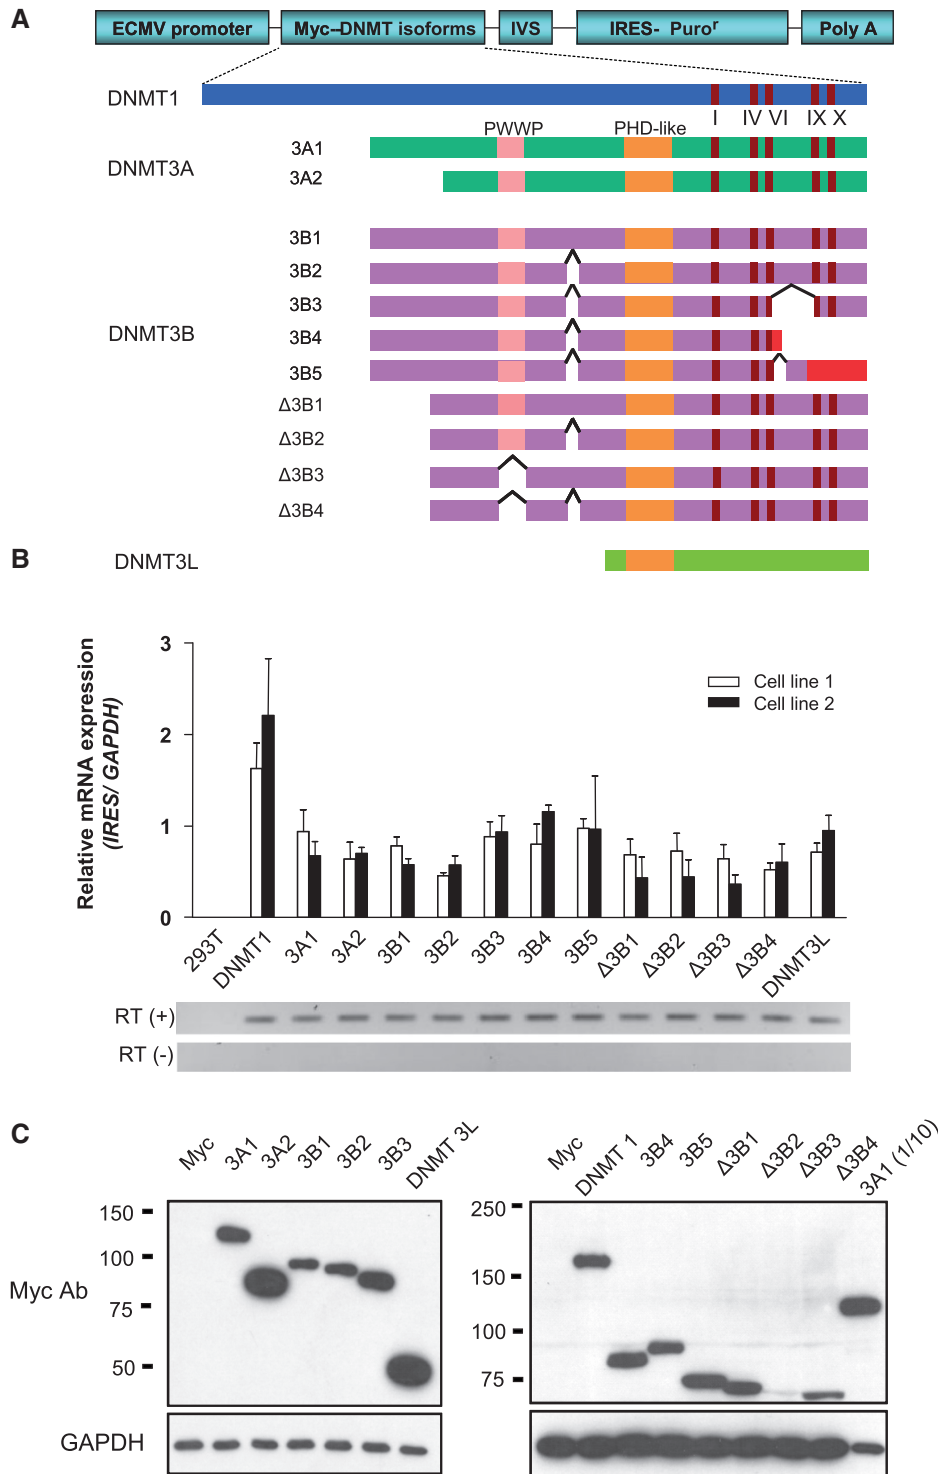 A
ECMV promoter
Myc-DNMT isoforms
IVS
IRES- Puroʳ
Poly A
DNMT1
I IV VI IX X
PWWP PHD-like
DNMT3A
3A1
3A2
DNMT3B
3B1
3B2
3B3
3B4
3B5
Δ3B1
Δ3B2
Δ3B3
Δ3B4
B
DNMT3L
Relative mRNA expression
(IRES/ GAPDH)
3
2
1
0
Cell line 1
Cell line 2
293T
DNMT1
3A1
3A2
3B1
3B2
3B3
3B4
3B5
Δ3B1
Δ3B2
Δ3B3
Δ3B4
DNMT3L
RT (+)
RT (-)
C
Myc
3A1
3A2
3B1
3B2
3B3
DNMT 3L
150
100
75
50
Myc Ab
GAPDH
Myc
DNMT 1
3B4
3B5
Δ3B1
Δ3B2
Δ3B3
Δ3B4
3A1 (1/10)
250
150
100
75